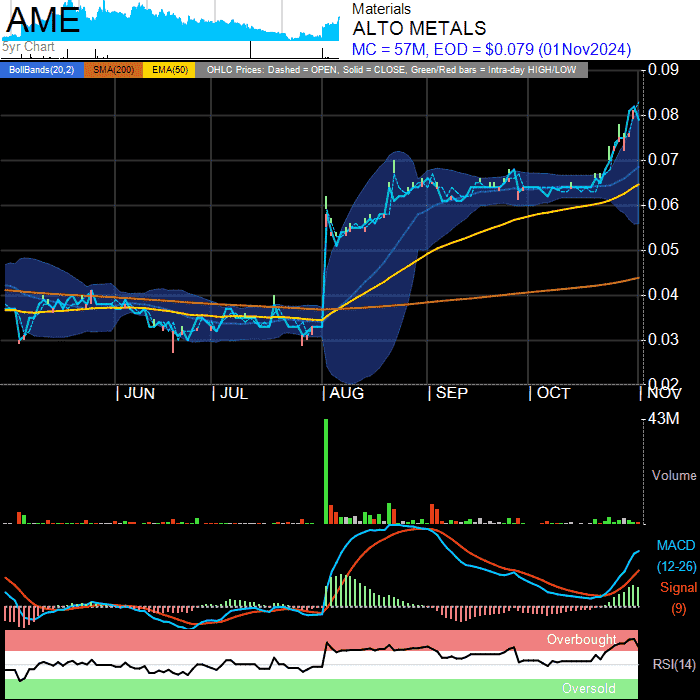 AME
5yr Chart
Materials
ALTO METALS
MC = 57M, EOD = $0.079 (01Nov2024)
BollBands(20,2) SMA(200) EMA(50) OHLC Prices: Dashed = OPEN, Solid = CLOSE, Green/Red bars = Intra-day HIGH/LOW
0.09
0.08
0.07
0.06
0.05
0.04
0.03
0.02
JUN JUL AUG SEP OCT NOV
43M
Volume
MACD
(12-26)
Signal
(9)
Overbought
RSI(14)
Oversold